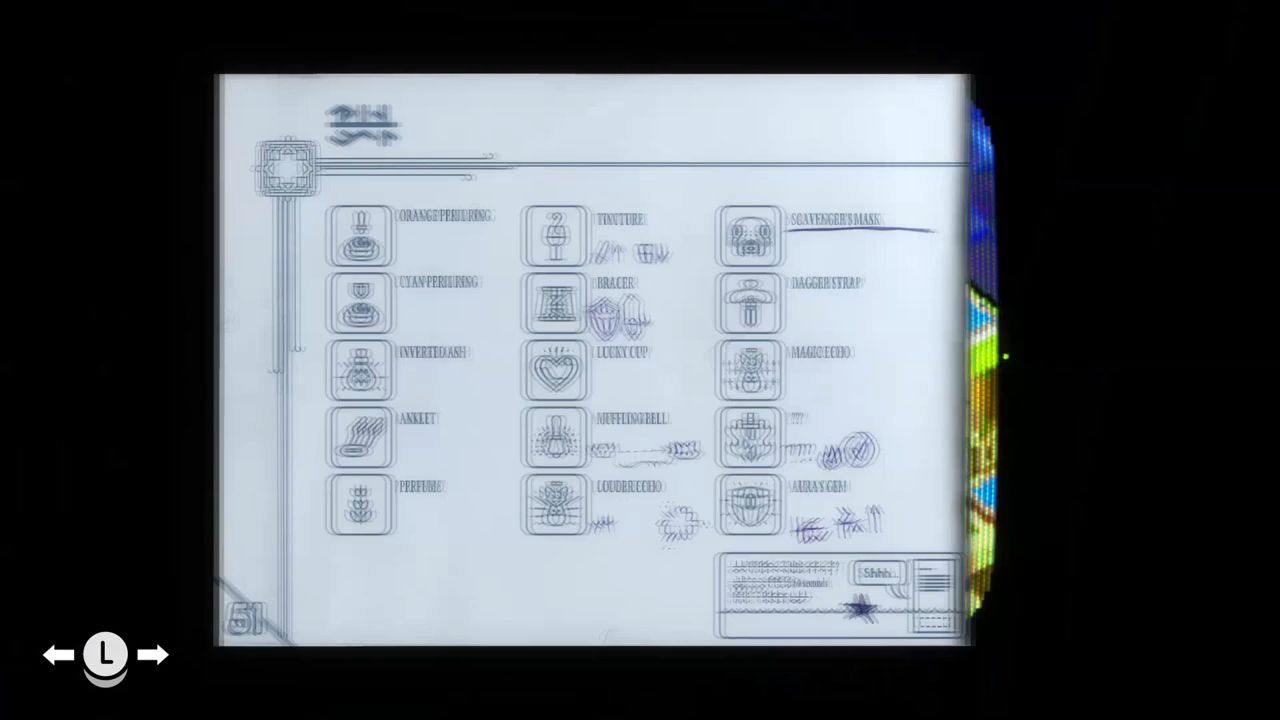 ORANGE PERIL RING
TINCTURE
SCAVENGER'S MASK
CYAN PERIL RING
BRACER
DAGGER STRAP
INVERTED ASH
LUCKY CUP
MAGIC ECHO
ANKLET
MUFFLING BELL
???
PERFUME
LOUDER ECHO
AURA'S GEM
Shhh...
51
L